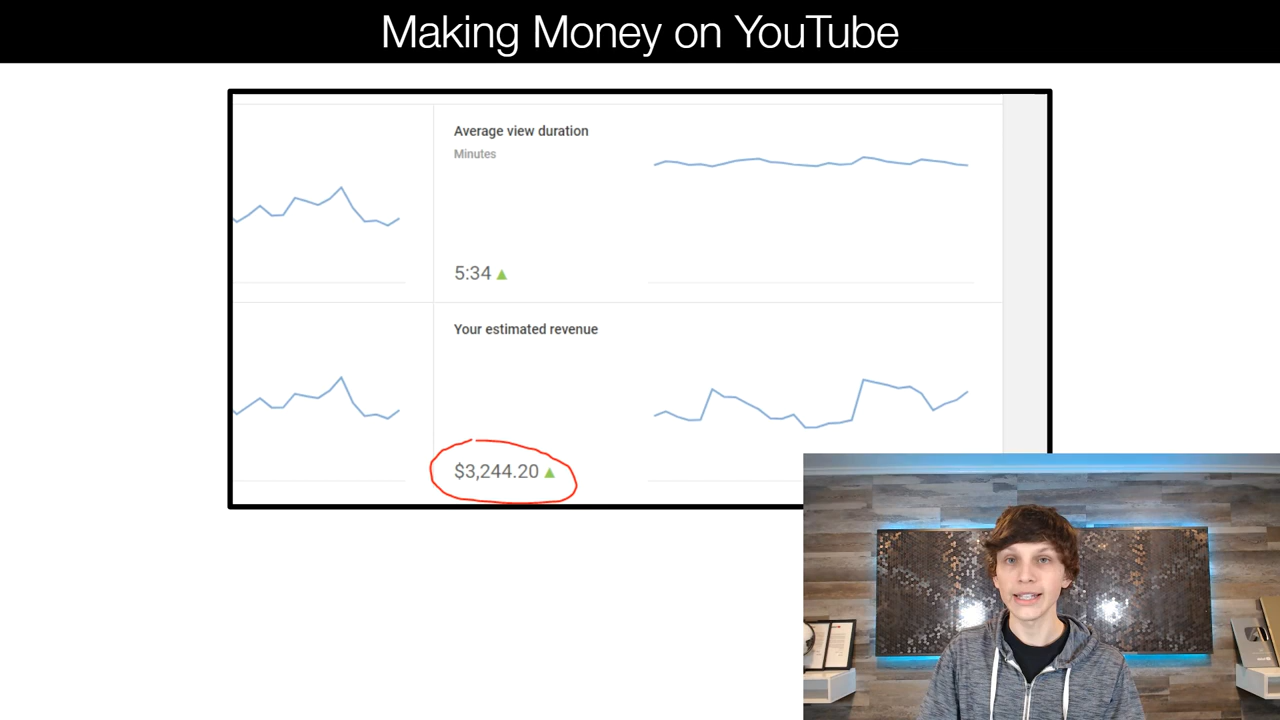 Making Money on YouTube
Average view duration
Minutes
5:34
Your estimated revenue
$3,244.20